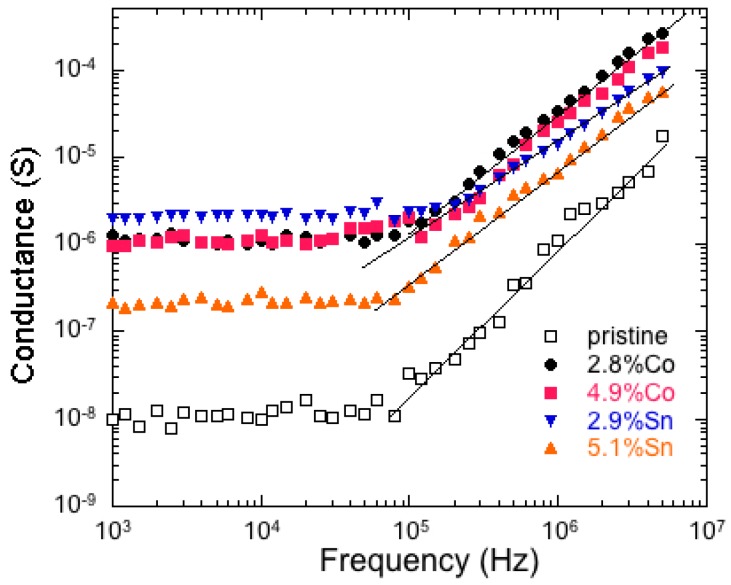 Conductance (S)
10⁻⁴
10⁻⁵
10⁻⁶
10⁻⁷
10⁻⁸
10⁻⁹
pristine
2.8%Co
4.9%Co
2.9%Sn
5.1%Sn
10³ 10⁴ 10⁵ 10⁶ 10⁷
Frequency (Hz)